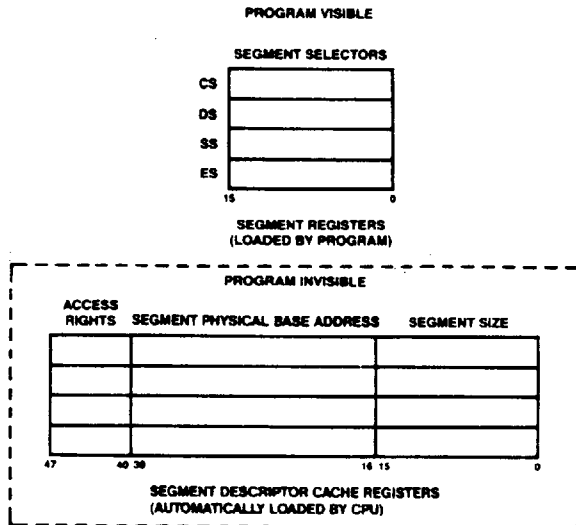 PROGRAM VISIBLE
SEGMENT SELECTORS
CS
DS
SS
ES
15 0
SEGMENT REGISTERS
(LOADED BY PROGRAM)
PROGRAM INVISIBLE
ACCESS
RIGHTS SEGMENT PHYSICAL BASE ADDRESS SEGMENT SIZE
47 40 39 16 15 0
SEGMENT DESCRIPTOR CACHE REGISTERS
(AUTOMATICALLY LOADED BY CPU)